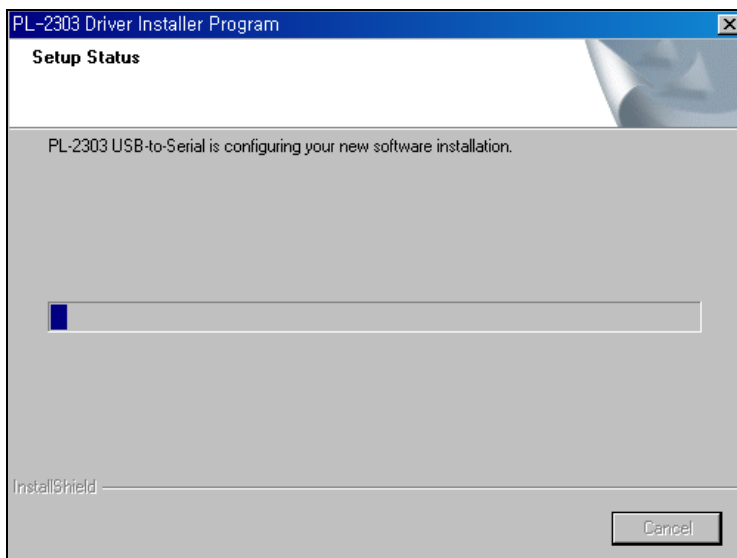 PL-2303 Driver Installer Program
Setup Status
PL-2303 USB-to-Serial is configuring your new software installation.
InstallShield
Cancel